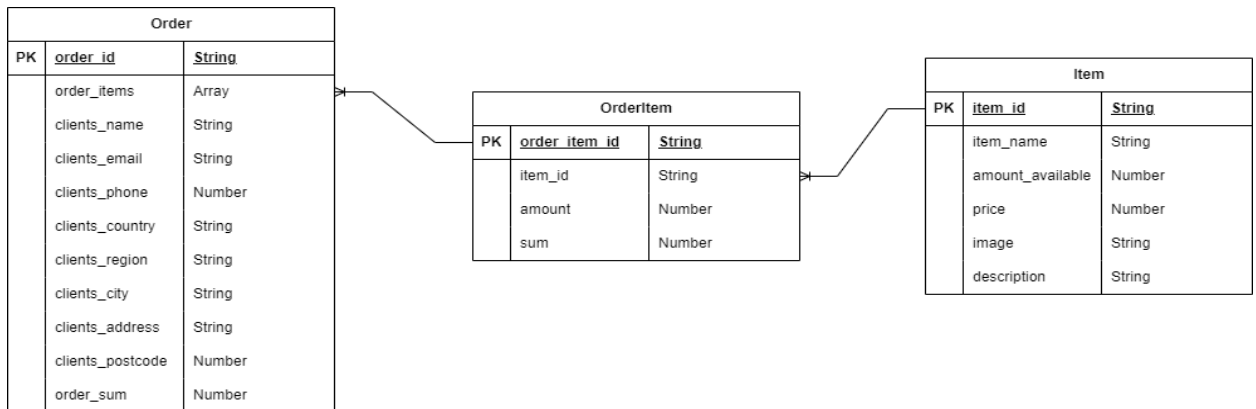 Order
PK order_id String
order_items Array
clients_name String
clients_email String
clients_phone Number
clients_country String
clients_region String
clients_city String
clients_address String
clients_postcode Number
order_sum Number
OrderItem
PK order_item_id String
item_id String
amount Number
sum Number
Item
PK item_id String
item_name String
amount_available Number
price Number
image String
description String